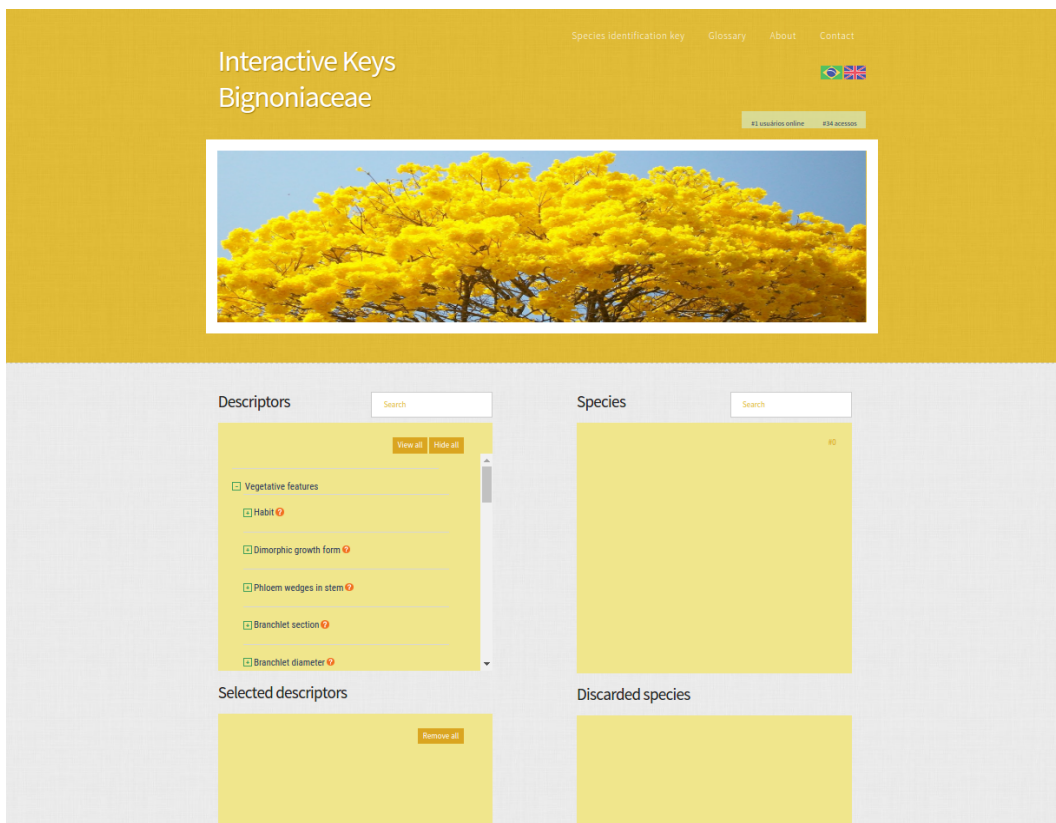 Species identification key Glossary About Contact
Interactive Keys
Bignoniaceae
#1 usuários online #34 acessos
Descriptors
Search
Species
Search
View all Hide all
#0
Vegetative features
Habit
Dimorphic growth form
Phloem wedges in stem
Branchlet section
Branchlet diameter
Selected descriptors
Discarded species
Remove all